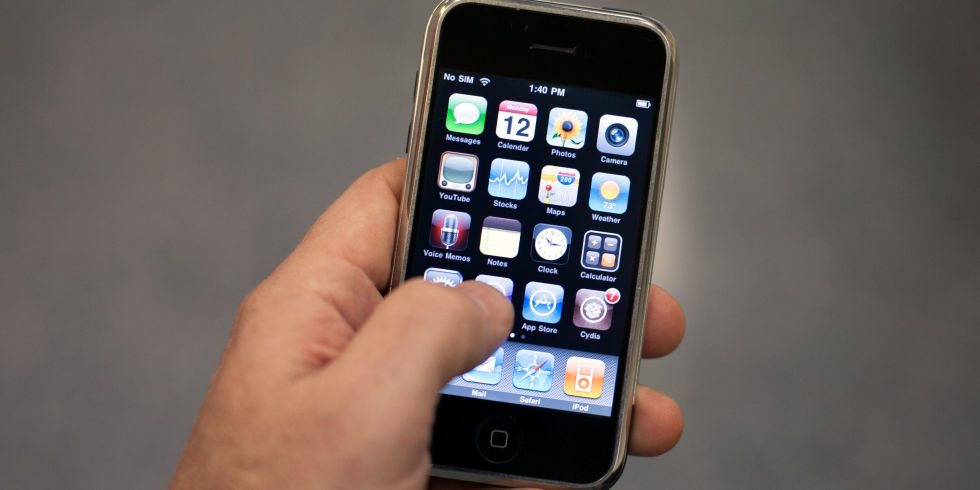 No SIM 1:40 PM
Monday
12
Messages Calendar Photos Camera
280
73°
YouTube Stocks Maps Weather
Voice Memos Notes Clock Calculator
7
App Store Cydia
Mail Safari iPod